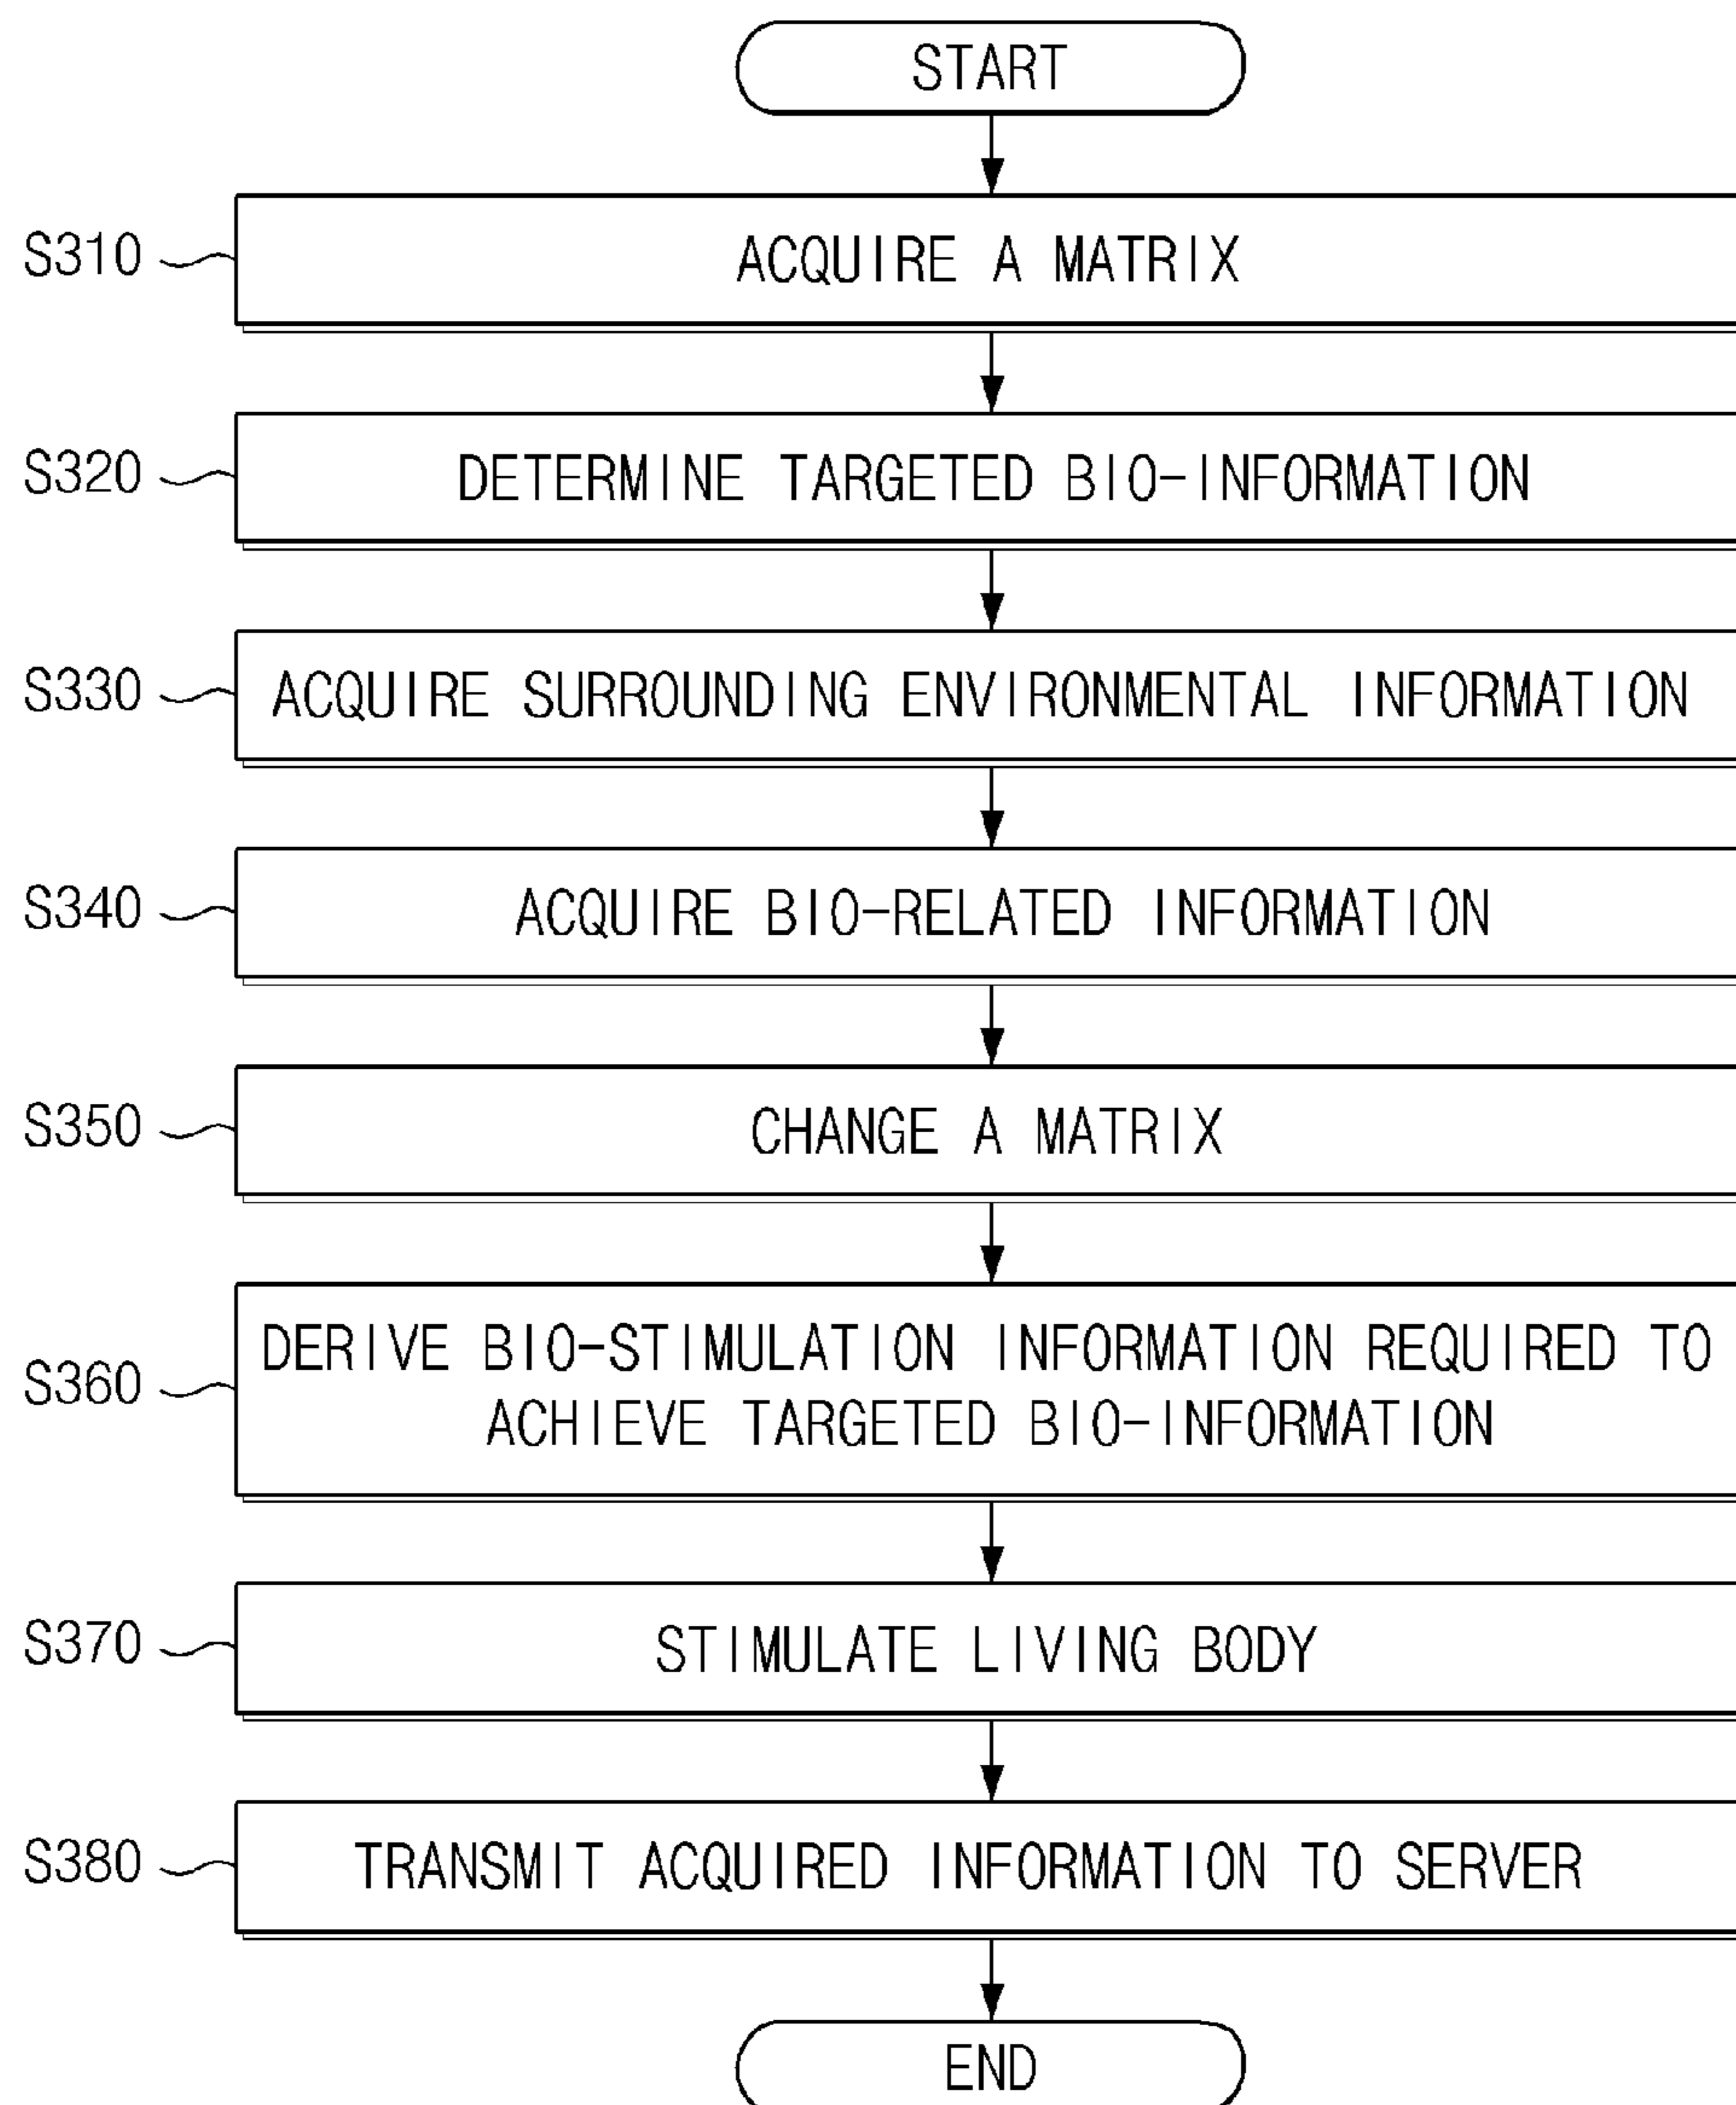 START
S310
ACQUIRE A MATRIX
S320
DETERMINE TARGETED BIO-INFORMATION
S330
ACQUIRE SURROUNDING ENVIRONMENTAL INFORMATION
S340
ACQUIRE BIO-RELATED INFORMATION
S350
CHANGE A MATRIX
S360
DERIVE BIO-STIMULATION INFORMATION REQUIRED TO
ACHIEVE TARGETED BIO-INFORMATION
S370
STIMULATE LIVING BODY
S380
TRANSMIT ACQUIRED INFORMATION TO SERVER
END